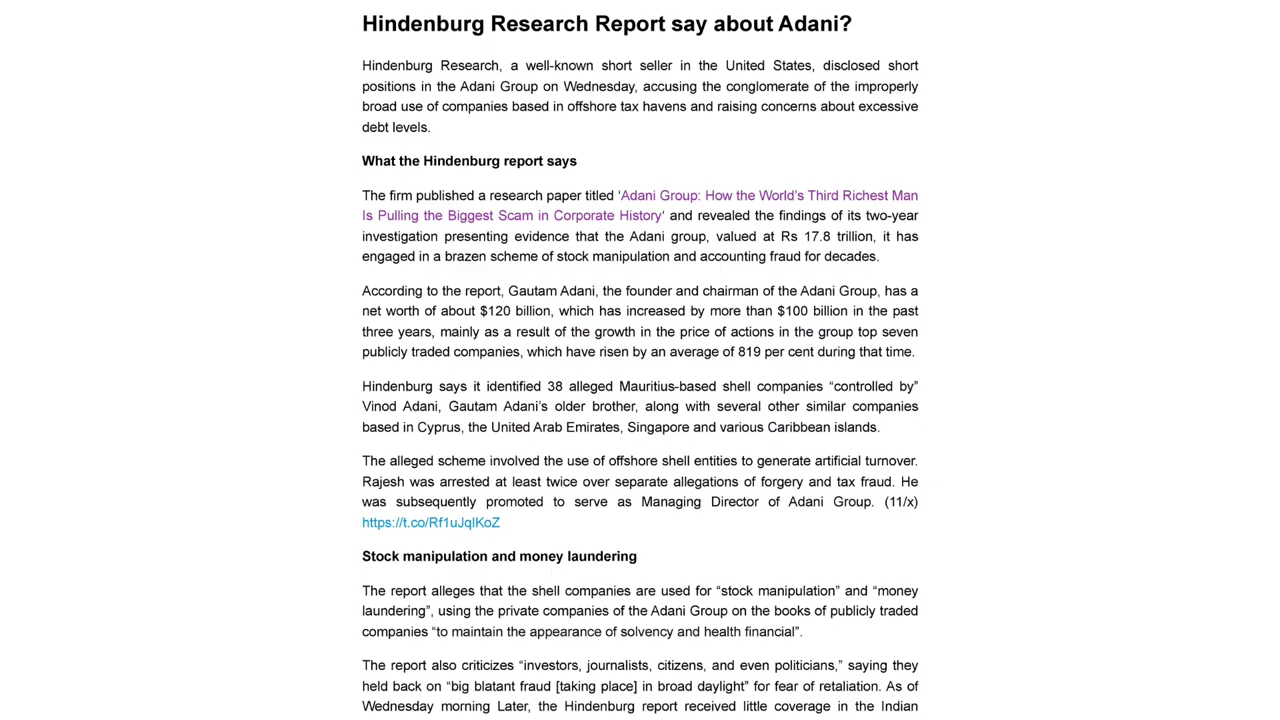 Hindenburg Research Report say about Adani?
Hindenburg Research, a well-known short seller in the United States, disclosed short
positions in the Adani Group on Wednesday, accusing the conglomerate of the improperly
broad use of companies based in offshore tax havens and raising concerns about excessive
debt levels.
What the Hindenburg report says
The firm published a research paper titled ‘Adani Group: How the World’s Third Richest Man
Is Pulling the Biggest Scam in Corporate History‘ and revealed the findings of its two-year
investigation presenting evidence that the Adani group, valued at Rs 17.8 trillion, it has
engaged in a brazen scheme of stock manipulation and accounting fraud for decades.
According to the report, Gautam Adani, the founder and chairman of the Adani Group, has a
net worth of about $120 billion, which has increased by more than $100 billion in the past
three years, mainly as a result of the growth in the price of actions in the group top seven
publicly traded companies, which have risen by an average of 819 per cent during that time.
Hindenburg says it identified 38 alleged Mauritius-based shell companies “controlled by”
Vinod Adani, Gautam Adani’s older brother, along with several other similar companies
based in Cyprus, the United Arab Emirates, Singapore and various Caribbean islands.
The alleged scheme involved the use of offshore shell entities to generate artificial turnover.
Rajesh was arrested at least twice over separate allegations of forgery and tax fraud. He
was subsequently promoted to serve as Managing Director of Adani Group. (11/x)
https://t.co/Rf1uJqlKoZ
Stock manipulation and money laundering
The report alleges that the shell companies are used for “stock manipulation” and “money
laundering”, using the private companies of the Adani Group on the books of publicly traded
companies “to maintain the appearance of solvency and health financial”.
The report also criticizes “investors, journalists, citizens, and even politicians,” saying they
held back on “big blatant fraud [taking place] in broad daylight” for fear of retaliation. As of
Wednesday morning Later, the Hindenburg report received little coverage in the Indian